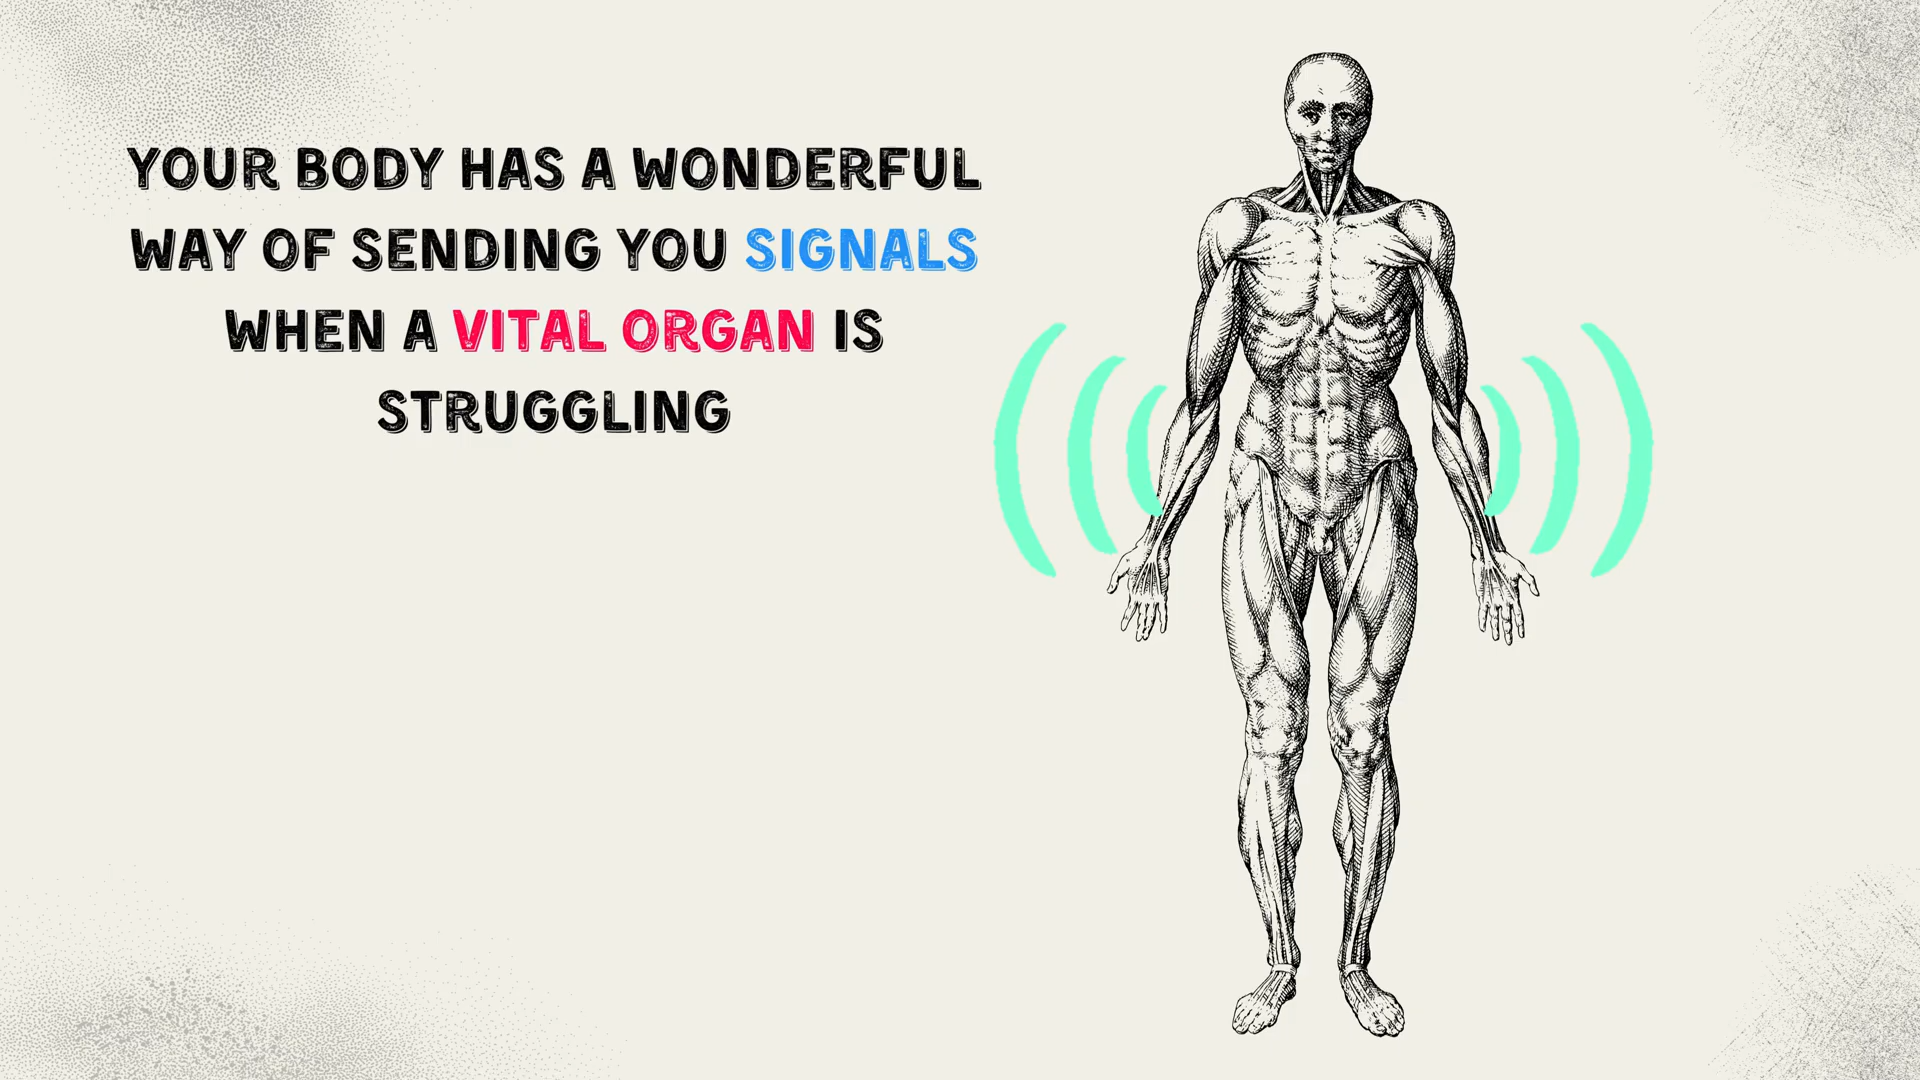 YOUR BODY HAS A WONDERFUL
WAY OF SENDING YOU SIGNALS
WHEN A VITAL ORGAN IS
STRUGGLING